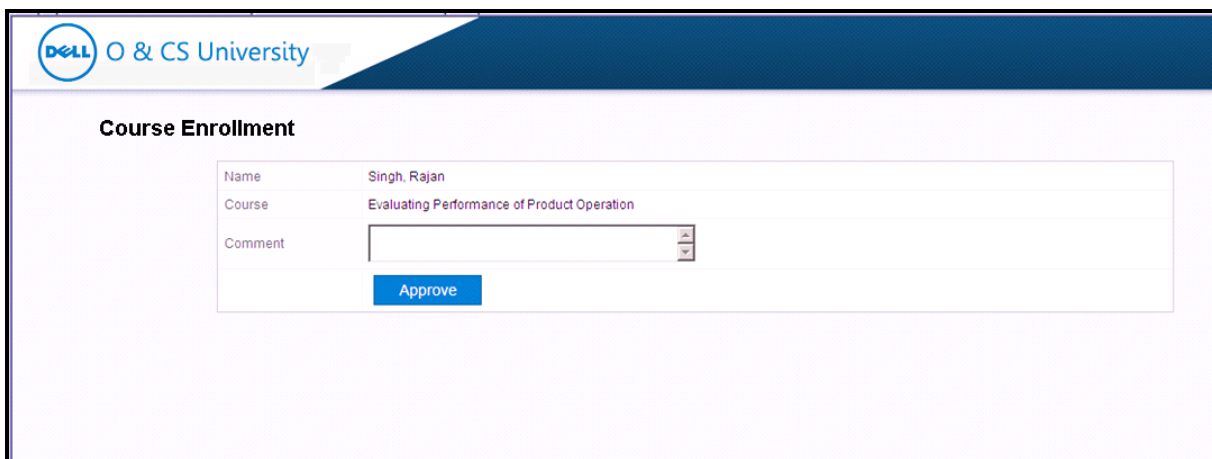 DELL O & CS University
Course Enrollment
Name Singh, Rajan
Course Evaluating Performance of Product Operation
Comment
Approve